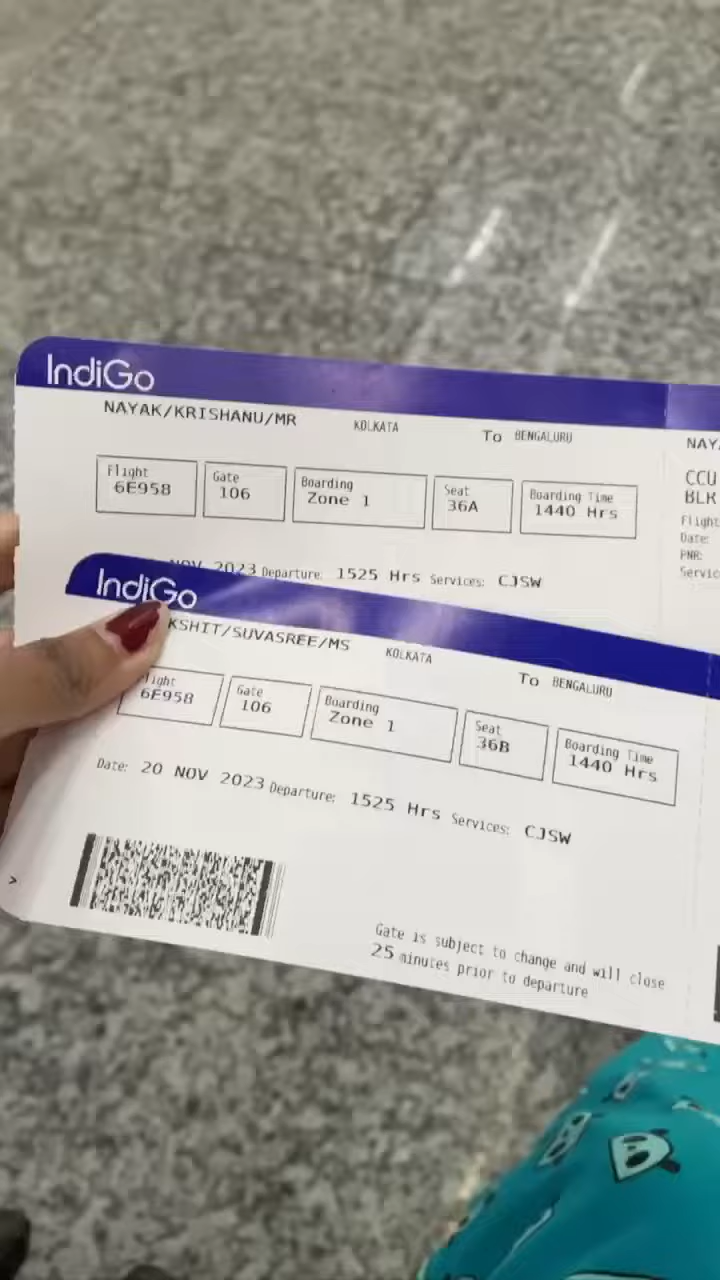 IndiGo
NAYAK/KRISHANU/MR KOLKATA To BENGALURU
Flight Gate Boarding Seat Boarding Time
6E958 106 Zone 1 36A 1440 Hrs
NOV 2023 Departure: 1525 Hrs Services: CJSW
NAY
CCU
BLR
Flight
Date:
PNR:
Servic
IndiGo
KSHIT/SUVASREE/MS KOLKATA To BENGALURU
light Gate Boarding Seat Boarding Time
6E958 106 Zone 1 36B 1440 Hrs
Date: 20 NOV 2023 Departure: 1525 Hrs Services: CJSW
>
Gate is subject to change and will close
25 minutes prior to departure